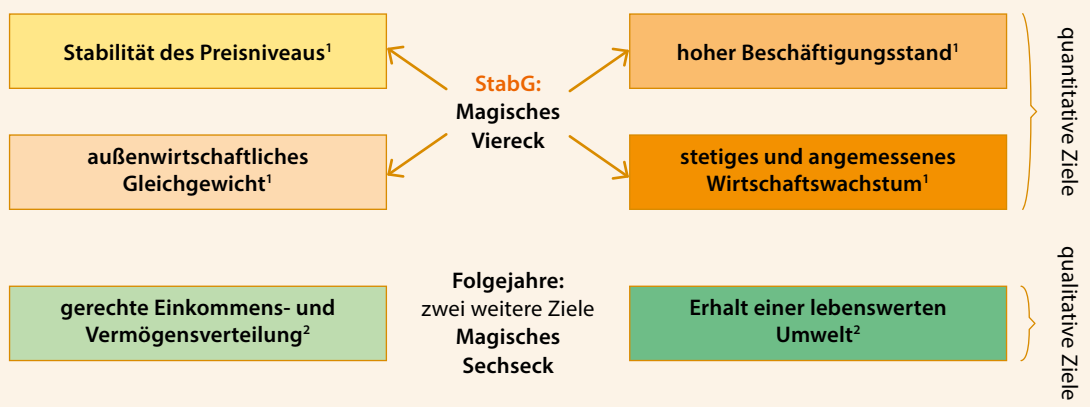 Stabilität des Preisniveaus¹
hoher Beschäftigungsstand¹
StabG:
Magisches
Viereck
außenwirtschaftliches
Gleichgewicht¹
stetiges und angemessenes
Wirtschaftswachstum¹
quantitative Ziele
gerechte Einkommens- und
Vermögensverteilung²
Folgejahre:
zwei weitere Ziele
Magisches
Sechseck
Erhalt einer lebenswerten
Umwelt²
qualitative Ziele